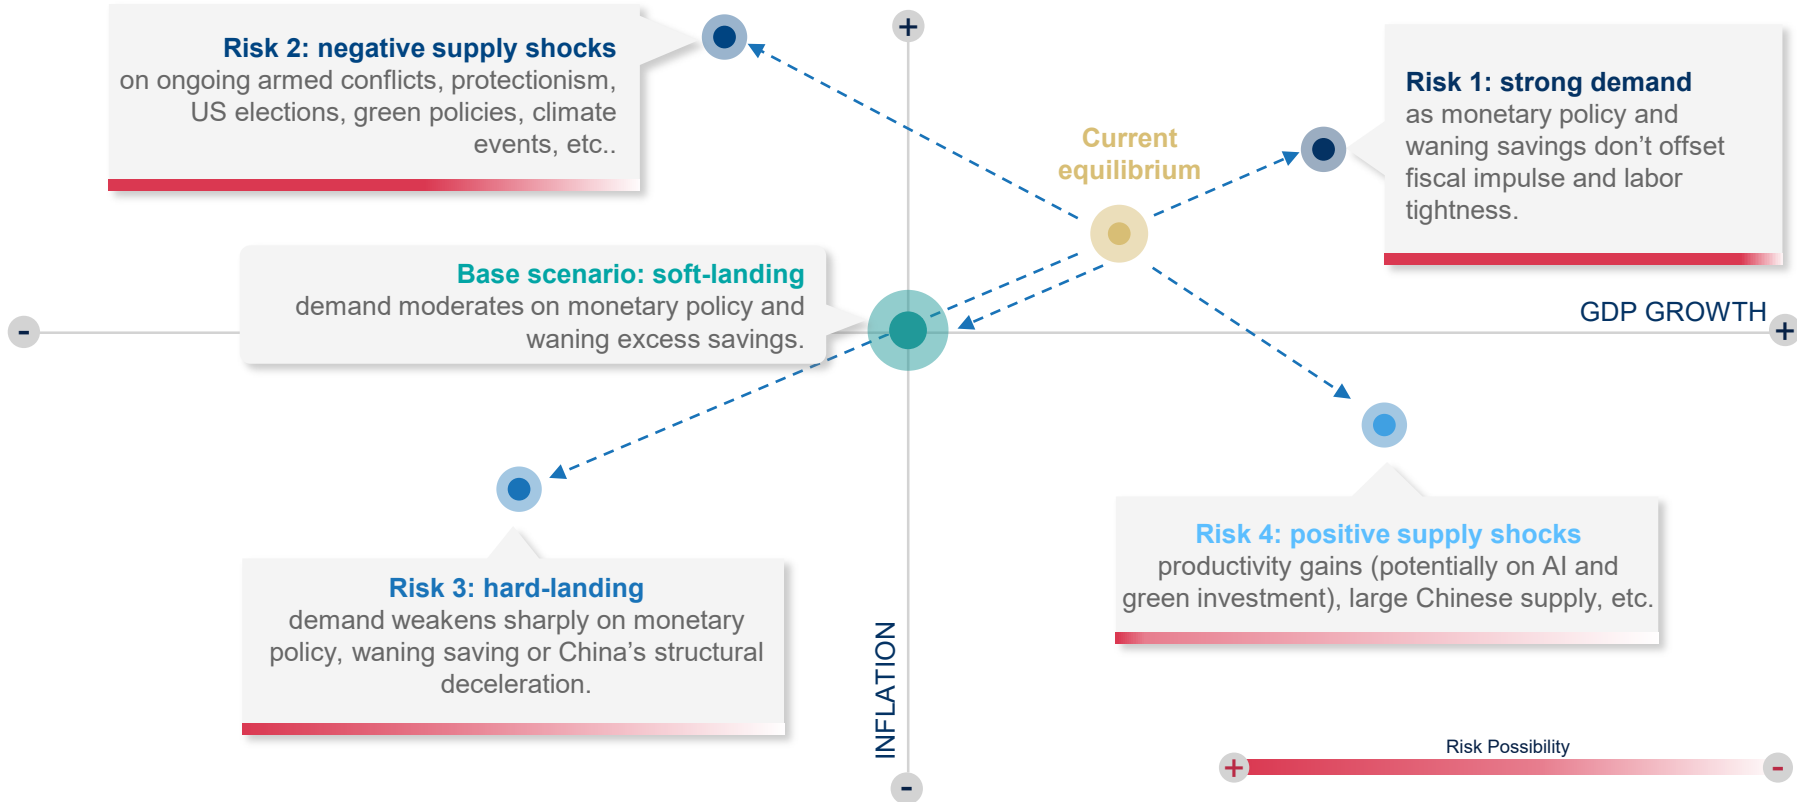 Risk 2: negative supply shocks
on ongoing armed conflicts, protectionism,
US elections, green policies, climate
events, etc..
+
Risk 1: strong demand
as monetary policy and
waning savings don’t offset
fiscal impulse and labor
tightness.
Current
equilibrium
Base scenario: soft-landing
demand moderates on monetary policy and
waning excess savings.
-
GDP GROWTH
+
Risk 3: hard-landing
demand weakens sharply on monetary
policy, waning saving or China’s structural
deceleration.
Risk 4: positive supply shocks
productivity gains (potentially on AI and
green investment), large Chinese supply, etc.
INFLATION
-
Risk Possibility
+
-